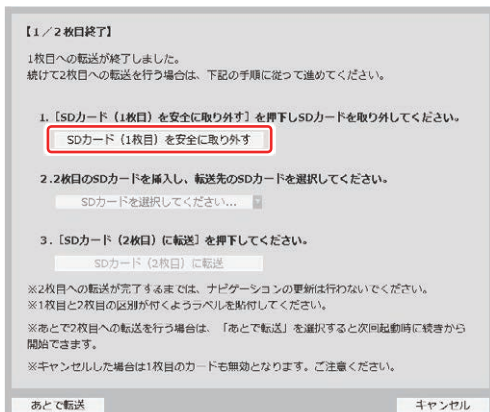 【1/2枚目終了】
1枚目への転送が終了しました。
続けて2枚目への転送を行う場合は、下記の手順に従って進めてください。
1.［SDカード（1枚目）を安全に取り外す］を押下しSDカードを取り外してください。
SDカード（1枚目）を安全に取り外す
2.2枚目のSDカードを挿入し、転送先のSDカードを選択してください。
SDカードを選択してください...
3.［SDカード（2枚目）に転送］を押下してください。
SDカード（2枚目）に転送
※2枚目への転送が完了するまでは、ナビゲーションの更新は行わないでください。
※1枚目と2枚目の区別が付くようラベルを貼付してください。
※あとで2枚目への転送を行う場合は、「あとで転送」を選択すると次回起動時に続きから
開始できます。
※キャンセルした場合は1枚目のカードも無効となります。ご注意ください。
あとで転送
キャンセル